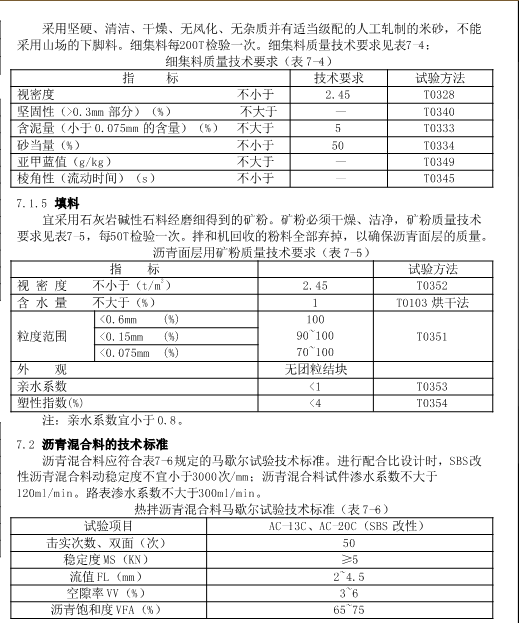 采用坚硬、清洁、干燥、无风化、无杂质并有适当级配的人工轧制的米砂，不能
采用山场的下脚料。细集料每200T检验一次。细集料质量技术要求见表7-4：
细集料质量技术要求（表7-4）
指 标 技术要求 试验方法
视密度 不小于 2.45 T0328
坚固性（>0.3mm 部分）（%） 不大于 — T0340
含泥量（小于0.075mm的含量）（%） 不大于 5 T0333
砂当量（%） 不小于 50 T0334
亚甲蓝值（g/kg） 不大于 — T0349
棱角性（流动时间）（s） 不小于 — T0345
7.1.5 填料
宜采用石灰岩碱性石料经磨细得到的矿粉。矿粉必须干燥、洁净，矿粉质量技术
要求见表7-5，每50T检验一次。拌和机回收的粉料全部弃掉，以确保沥青面层的质量。
沥青面层用矿粉质量技术要求（表7-5）
指 标 试验方法
视 密 度 不小于（t/m³） 2.45 T0352
含 水 量 不大于（%） 1 T0103 烘干法
粒度范围 <0.6mm （%） 100 T0351
<0.15mm （%） 90~100
<0.075mm （%） 70~100
外 观 无团粒结块
亲水系数 <1 T0353
塑性指数(%) <4 T0354
注：亲水系数宜小于0.8。
7.2 沥青混合料的技术标准
沥青混合料应符合表7-6规定的马歇尔试验技术标准。进行配合比设计时，SBS改
性沥青混合料动稳定度不宜小于3000次/mm；沥青混合料试件渗水系数不大于
120ml/min。路表渗水系数不大于300ml/min。
热拌沥青混合料马歇尔试验技术标准（表7-6）
试验项目 AC-13C、AC-20C（SBS 改性）
击实次数、双面（次） 50
稳定度MS（KN） ≥5
流值FL（mm） 2~4.5
空隙率VV（%） 3~6
沥青饱和度VFA（%） 65~75